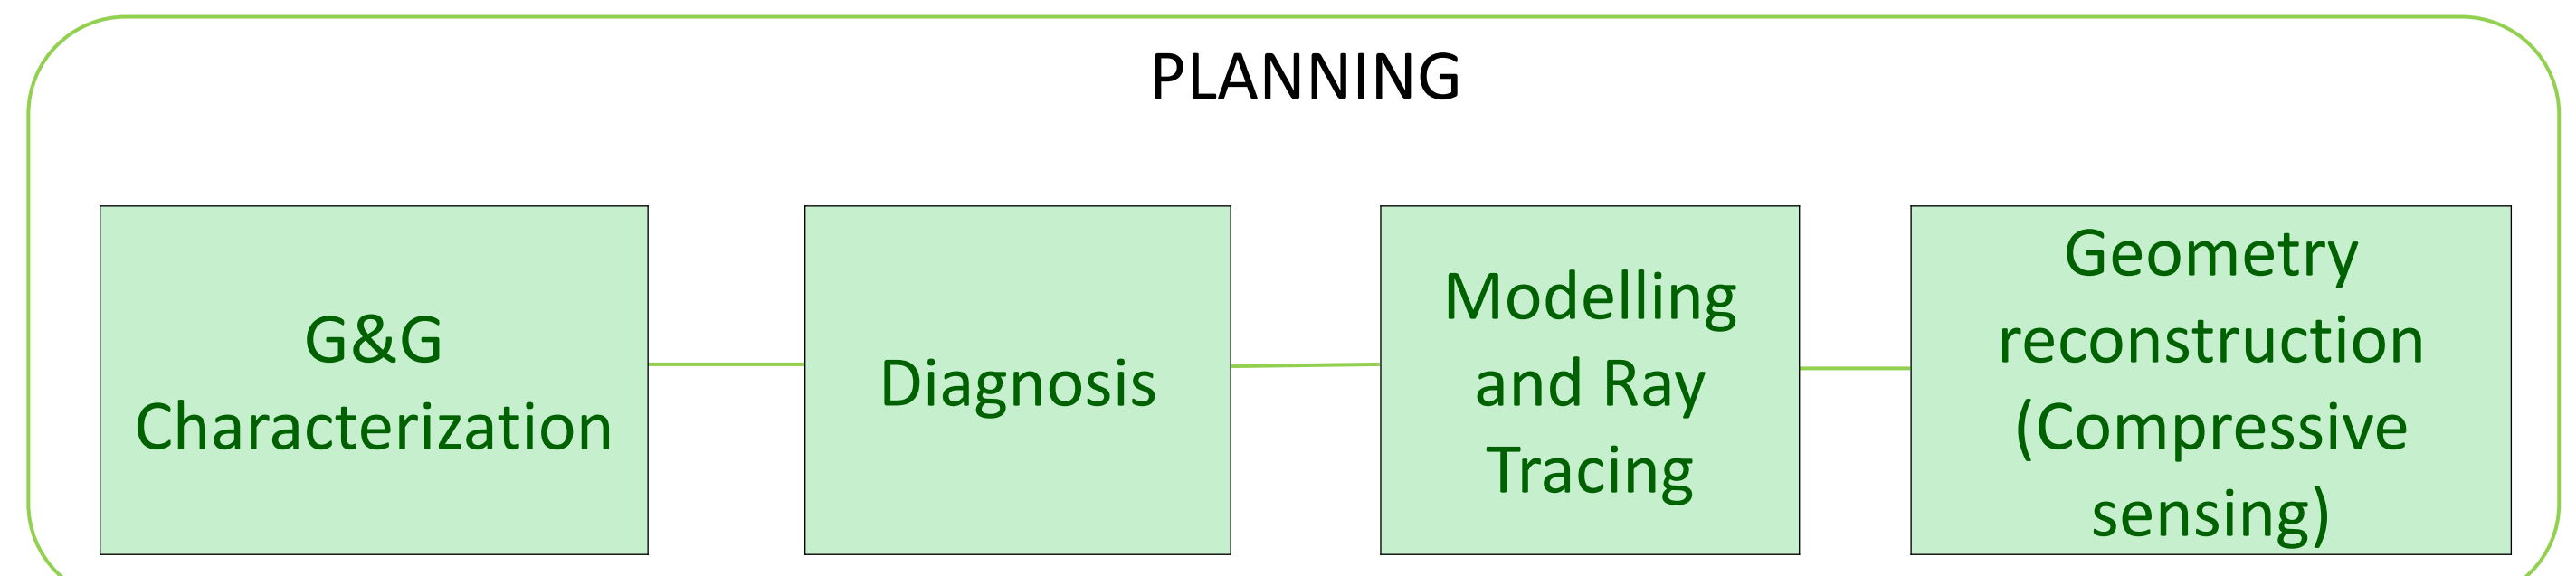 PLANNING
G&G
Characterization
Diagnosis
Modelling
and Ray
Tracing
Geometry
reconstruction
(Compressive
sensing)